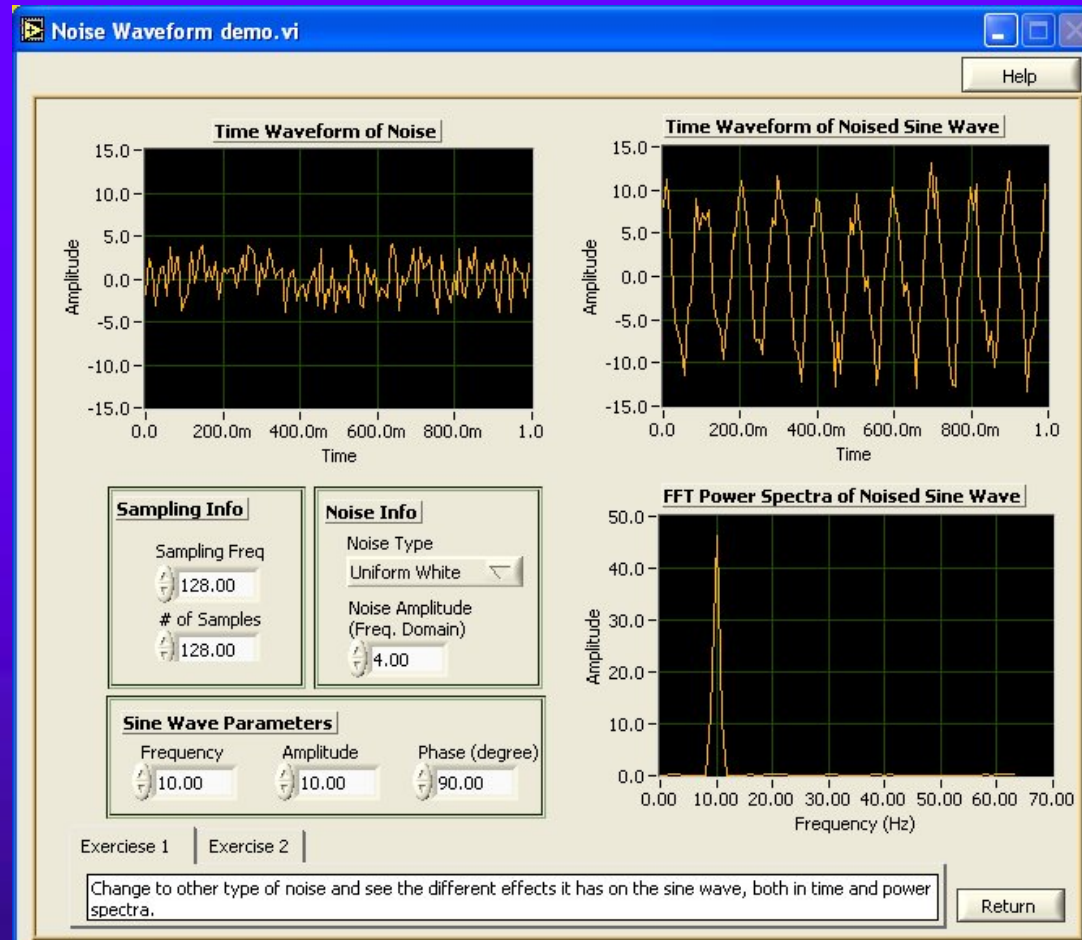 Noise Waveform demo.vi
Help
Time Waveform of Noise
15.0
10.0
5.0
0.0
-5.0
-10.0
-15.0
Amplitude
0.0 200.0m 400.0m 600.0m 800.0m 1.0
Time
Time Waveform of Noised Sine Wave
15.0
10.0
5.0
0.0
-5.0
-10.0
-15.0
Amplitude
0.0 200.0m 400.0m 600.0m 800.0m 1.0
Time
Sampling Info
Sampling Freq
128.00
# of Samples
128.00
Noise Info
Noise Type
Uniform White
Noise Amplitude
(Freq. Domain)
4.00
FFT Power Spectra of Noised Sine Wave
50.0
40.0
30.0
20.0
10.0
0.0
Amplitude
0.00 10.00 20.00 30.00 40.00 50.00 60.00 70.00
Frequency (Hz)
Sine Wave Parameters
Frequency Amplitude Phase (degree)
10.00 10.00 90.00
Exerciese 1 Exercise 2
Change to other type of noise and see the different effects it has on the sine wave, both in time and power
spectra.
Return